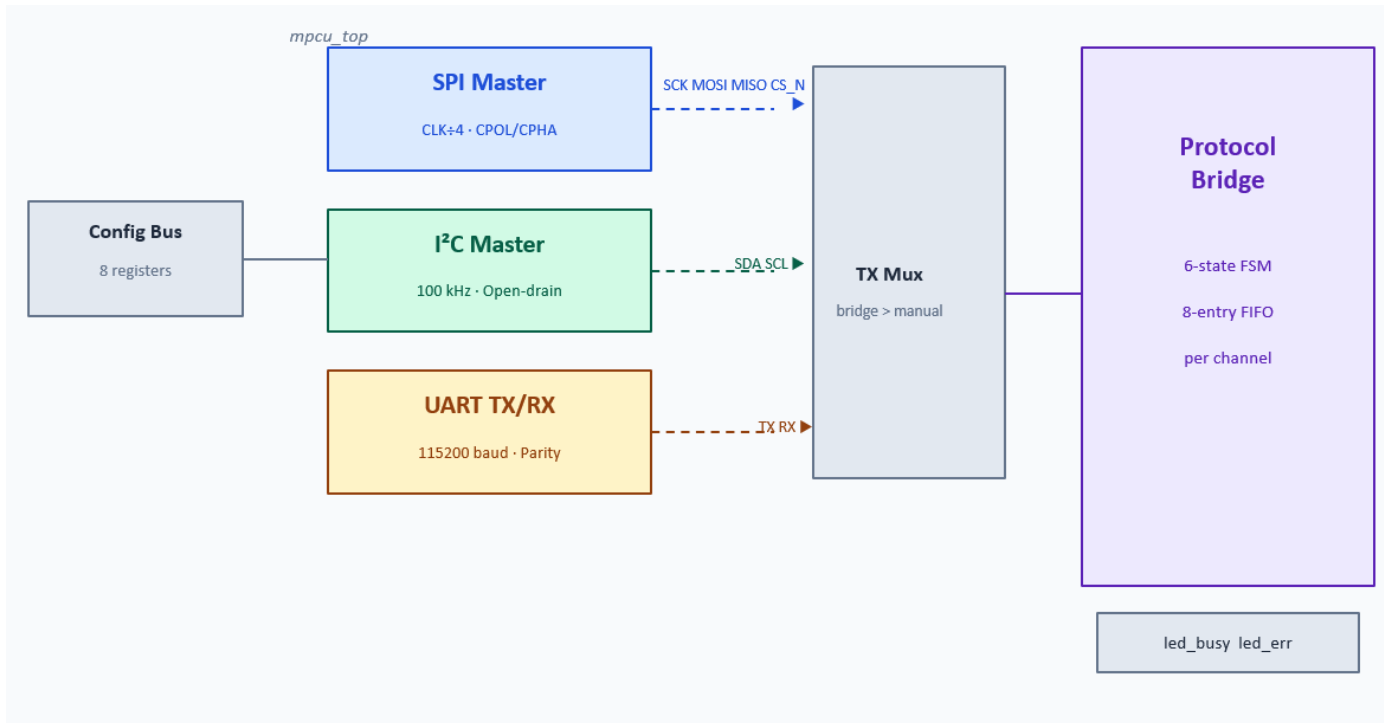 mpcu_top
SPI Master
CLK÷4 · CPOL/CPHA
SCK MOSI MISO CS_N
Config Bus
8 registers
I²C Master
100 kHz · Open-drain
SDA SCL
UART TX/RX
115200 baud · Parity
TX RX
TX Mux
bridge > manual
Protocol
Bridge
6-state FSM
8-entry FIFO
per channel
led_busy led_err